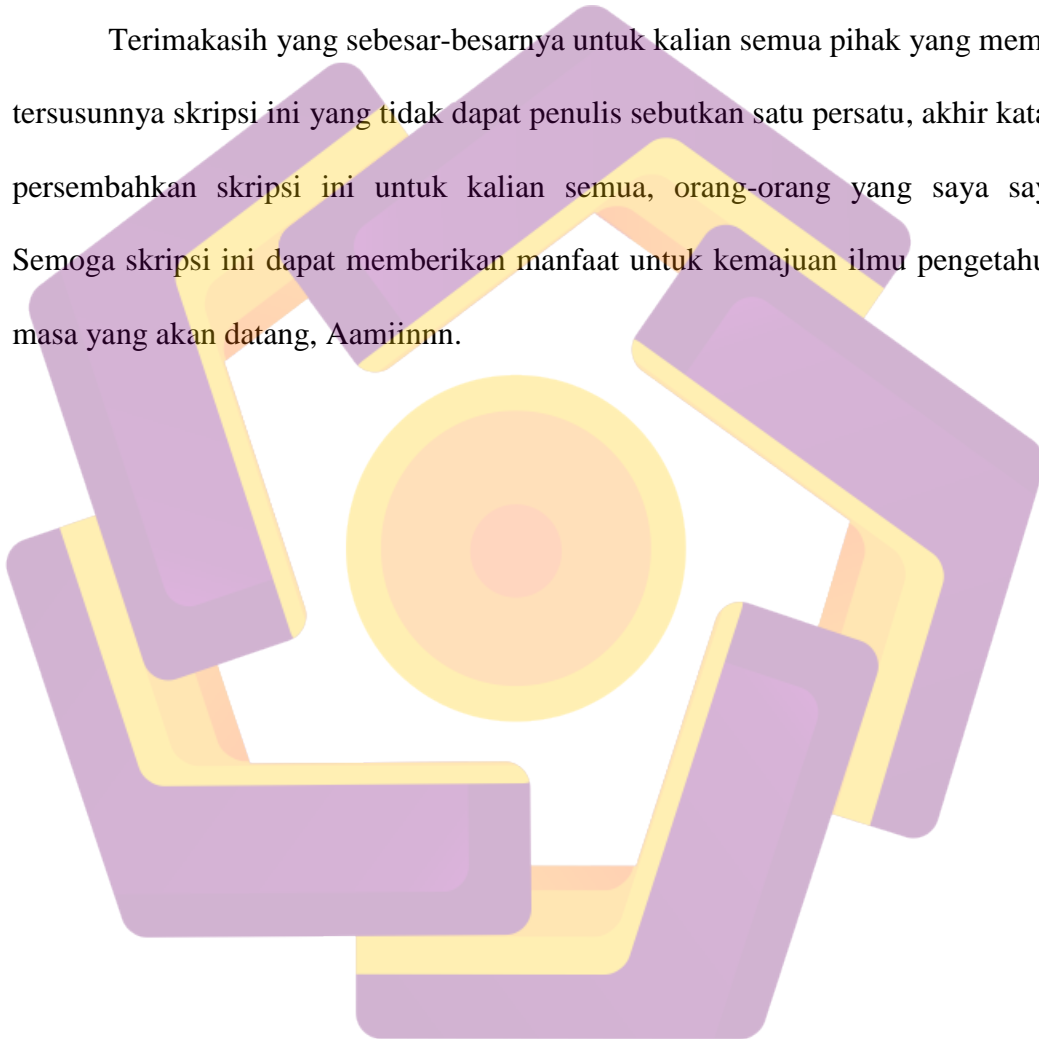 Terimakasih yang sebesar-besarnya untuk kalian semua pihak yang mem
tersusunnya skripsi ini yang tidak dapat penulis sebutkan satu persatu, akhir kata
persembahkan skripsi ini untuk kalian semua, orang-orang yang saya say
Semoga skripsi ini dapat memberikan manfaat untuk kemajuan ilmu pengetahu
masa yang akan datang, Aamiinnn.